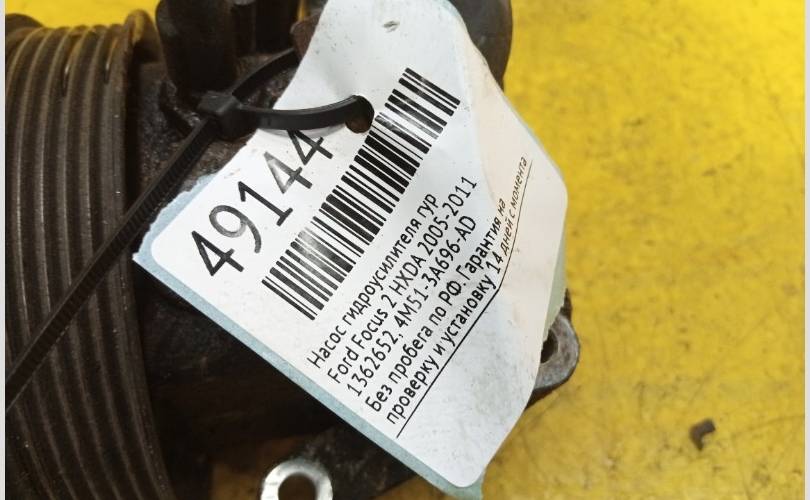 49144
Насос гидроусилителя гур
Ford Focus 2 HXDA 2005-2011
1362652, 4M51-3A696-AD
Без пробега по РФ. Гарантия на
проверку и установку 14 дней с момента